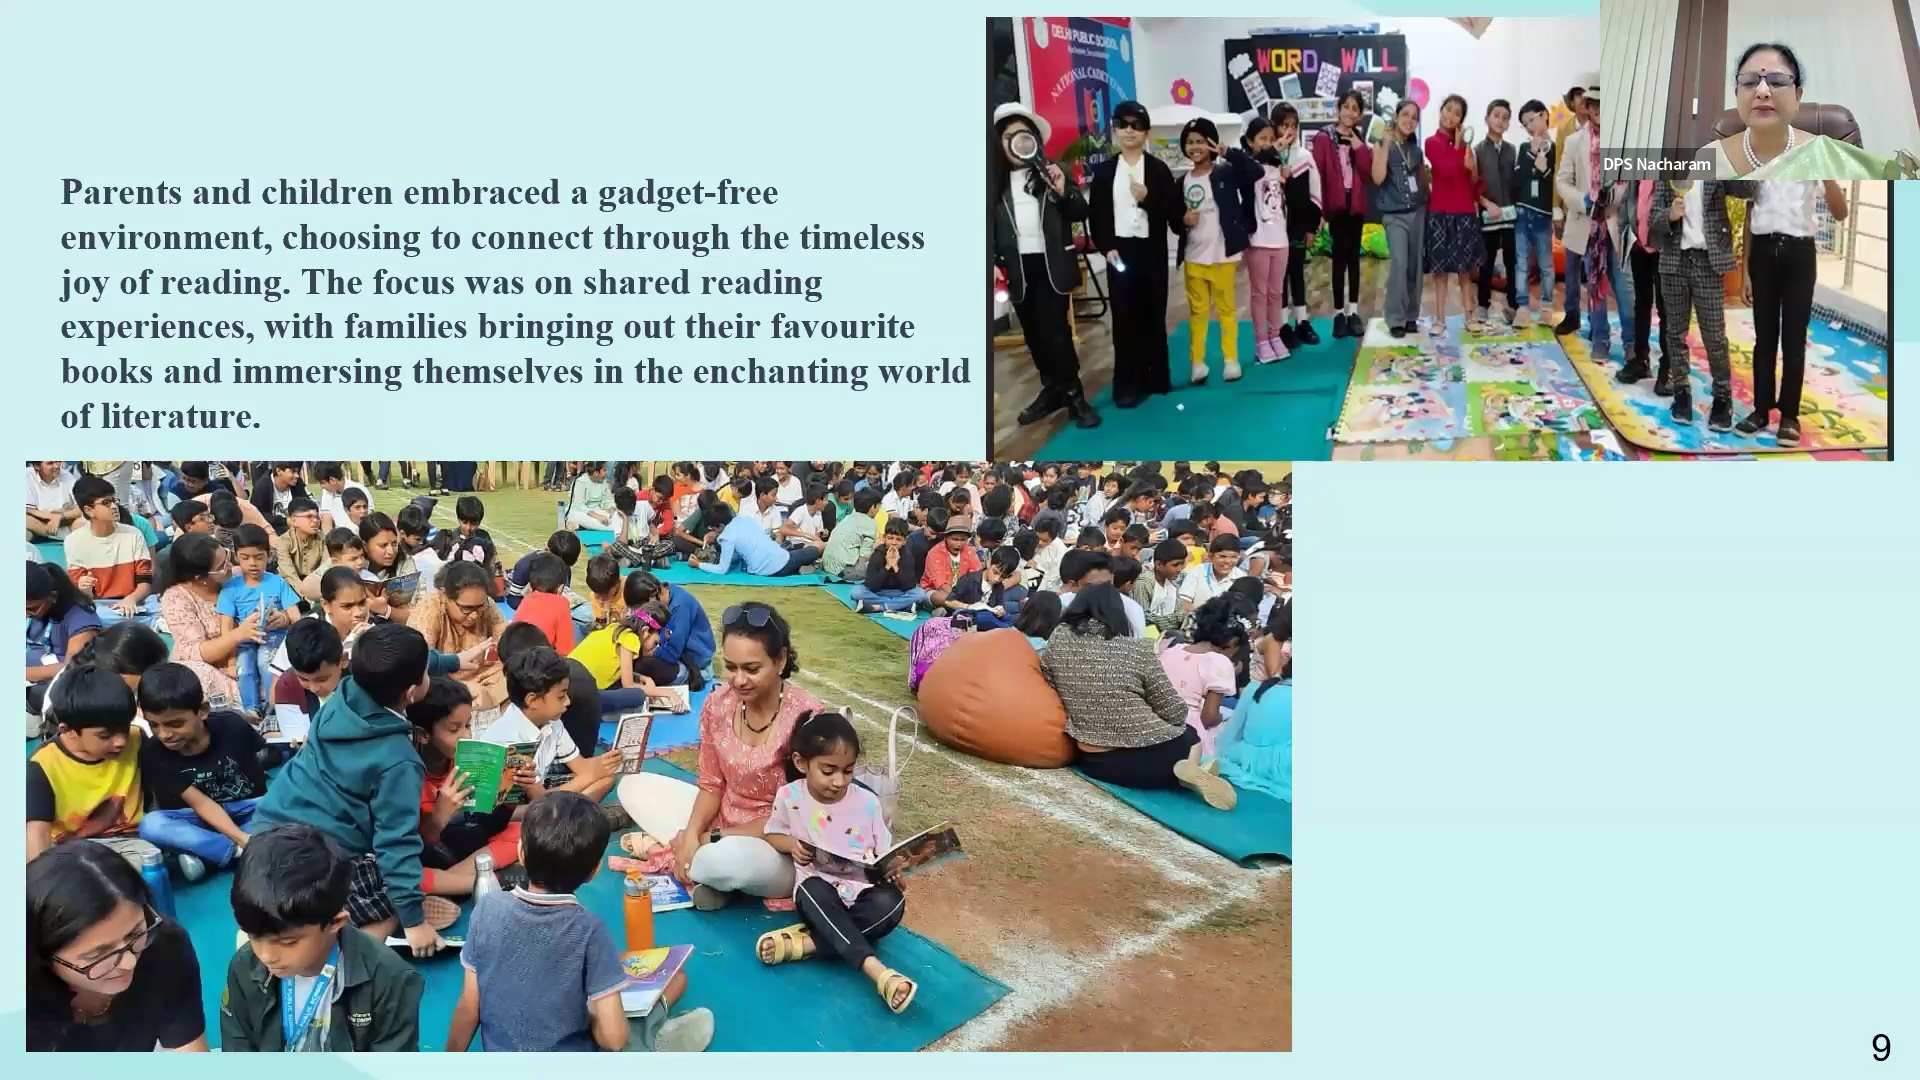 Parents and children embraced a gadget-free
environment, choosing to connect through the timeless
joy of reading. The focus was on shared reading
experiences, with families bringing out their favourite
books and immersing themselves in the enchanting world
of literature.
DELHI PUBLIC SCHOOL
NATIONAL CADET
WORD WALL
DPS Nacharam
9